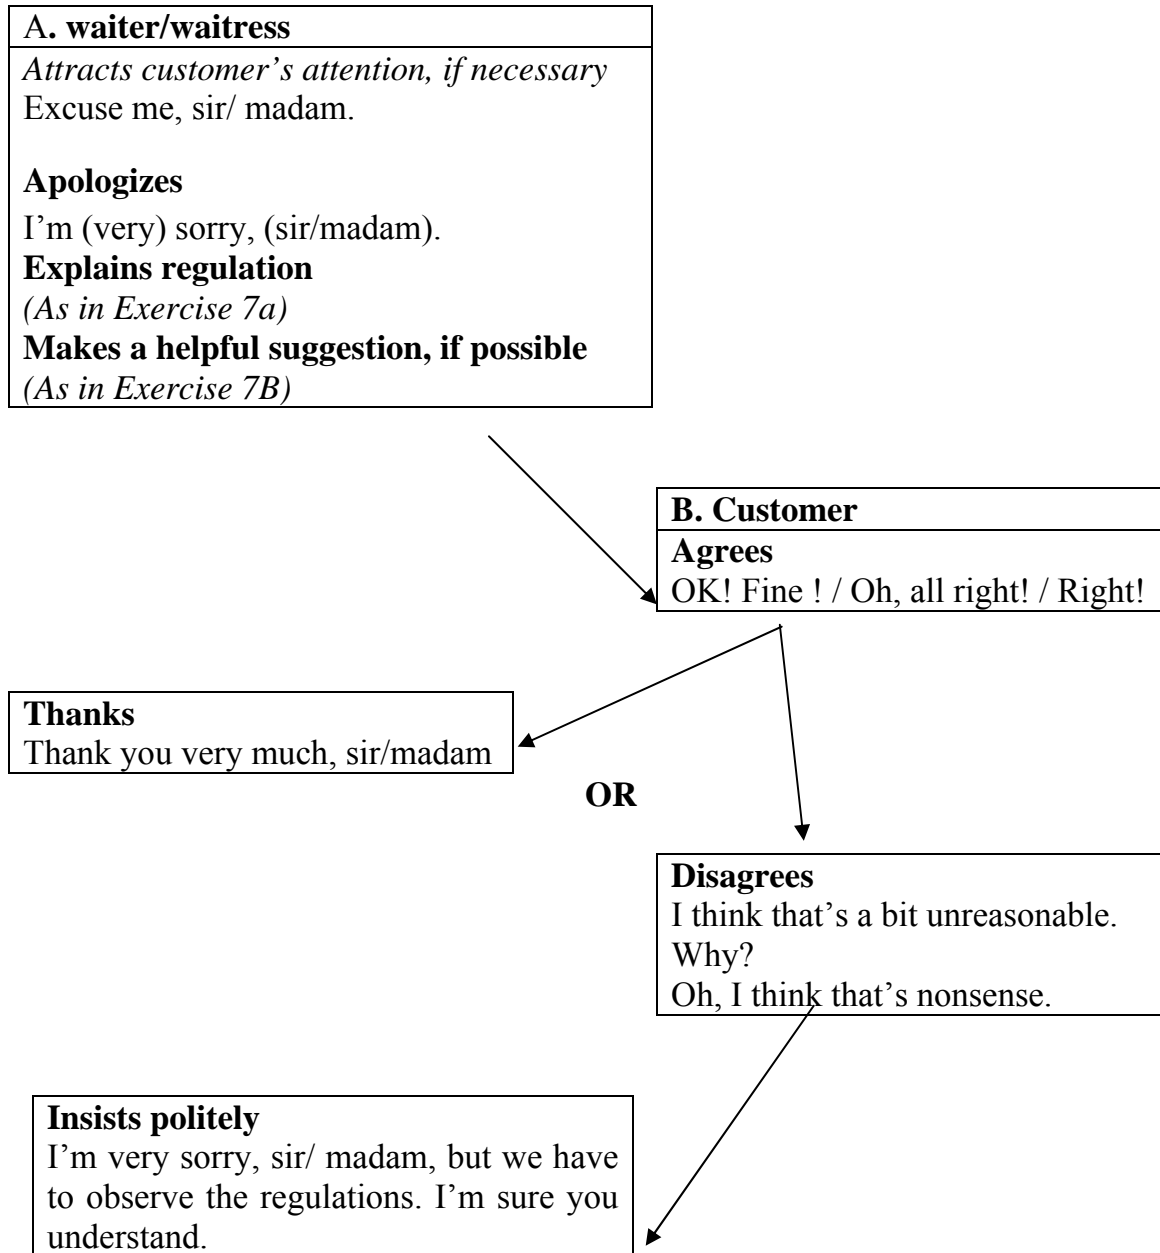 A. waiter/waitress
Attracts customer’s attention, if necessary
Excuse me, sir/ madam.
Apologizes
I’m (very) sorry, (sir/madam).
Explains regulation
(As in Exercise 7a)
Makes a helpful suggestion, if possible
(As in Exercise 7B)
B. Customer
Agrees
OK! Fine ! / Oh, all right! / Right!
Thanks
Thank you very much, sir/madam
OR
Disagrees
I think that’s a bit unreasonable.
Why?
Oh, I think that’s nonsense.
Insists politely
I’m very sorry, sir/ madam, but we have
to observe the regulations. I’m sure you
understand.